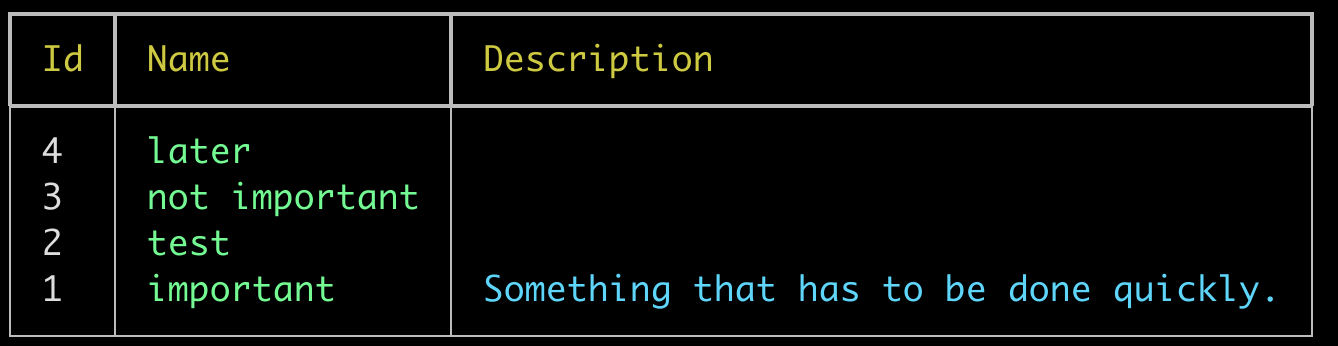 Id Name Description
4 later
3 not important
2 test
1 important Something that has to be done quickly.